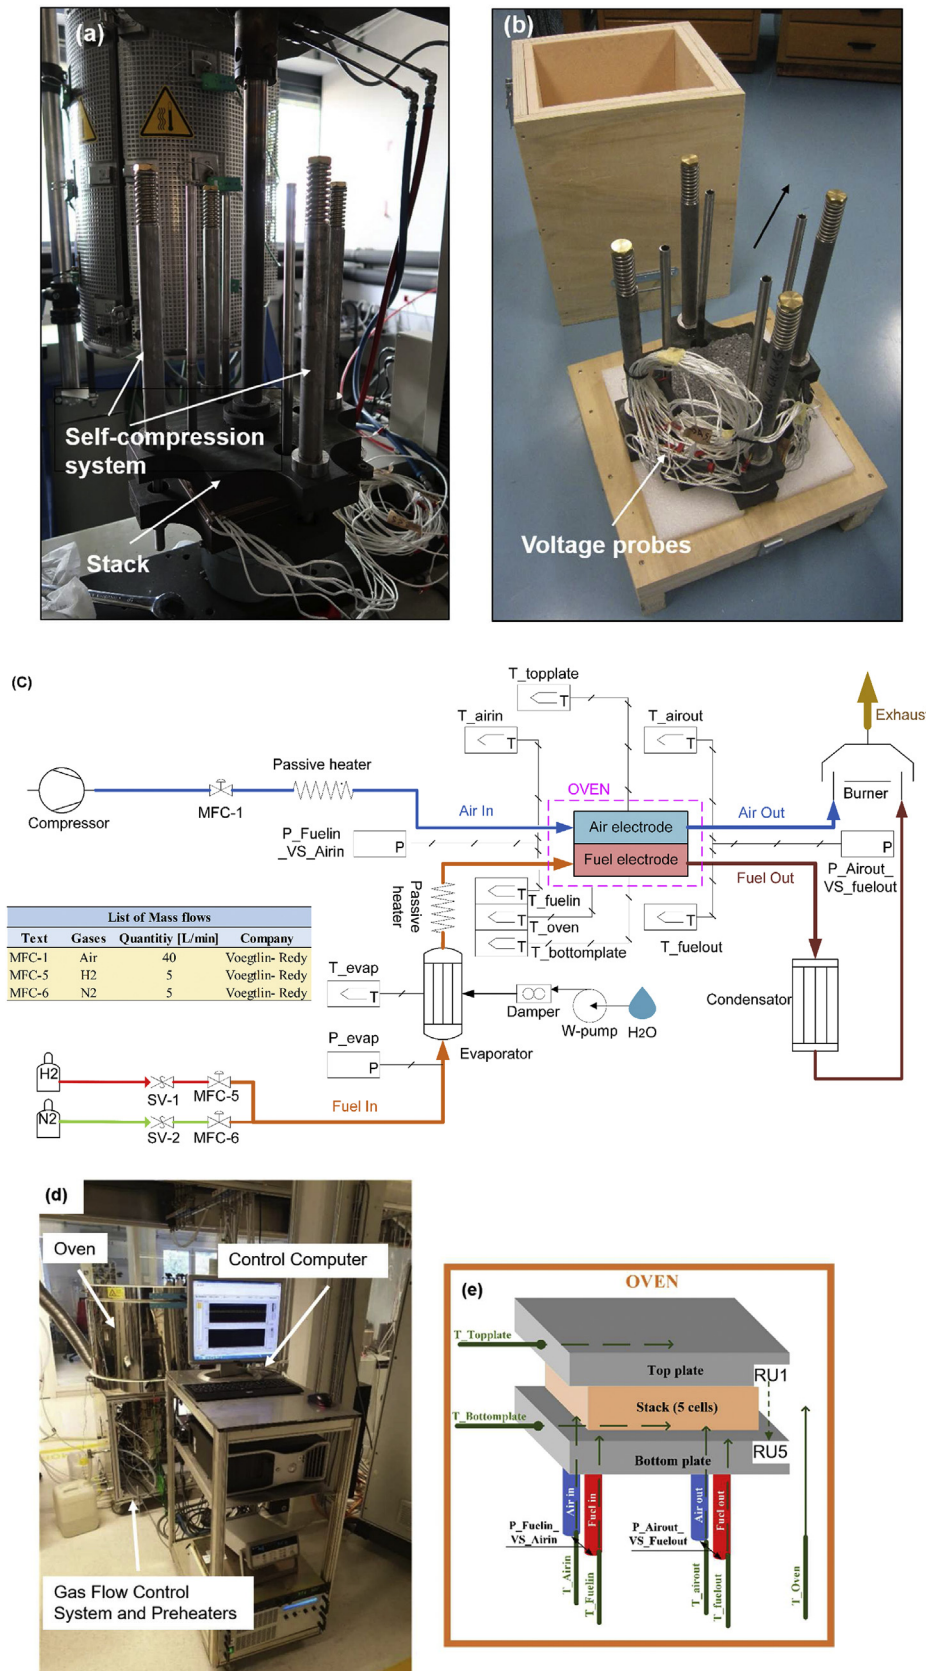 (a)
Self-compression
system
Stack
(b)
Voltage probes
(C)
T_topplate
T
T_airin
T
T_airout
T
Exhaust
Passive heater
Compressor
MFC-1
Air In
OVEN
Air electrode
Fuel electrode
Air Out
Burner
P_Fuelin
_VS_Airin
P
P
P_Airout_
VS_fuelout
Fuel Out
Passive
heater
T_fuelin
T
T_oven
T
T_bottomplate
T
T
T_fuelout
List of Mass flows
Text Gases Quantitiy [L/min] Company
MFC-1 Air 40 Voegtlin- Redy
MFC-5 H2 5 Voegtlin- Redy
MFC-6 N2 5 Voegtlin- Redy
T_evap
T
Damper
W-pump
H2O
Condensator
P_evap
P
Evaporator
H2
SV-1
MFC-5
Fuel In
N2
SV-2
MFC-6
(d)
Oven
Control Computer
Gas Flow Control
System and Preheaters
OVEN
(e)
T_Topplate
Top plate
RU1
Stack (5 cells)
T_Bottomplate
RU5
Bottom plate
Air in
Fuel in
Air out
Fuel out
P_Fuelin_
VS_Airin
P_Airout_
VS_Fuelout
T_Airin
T_Fuelin
T_airout
T_fuelout
T_Oven